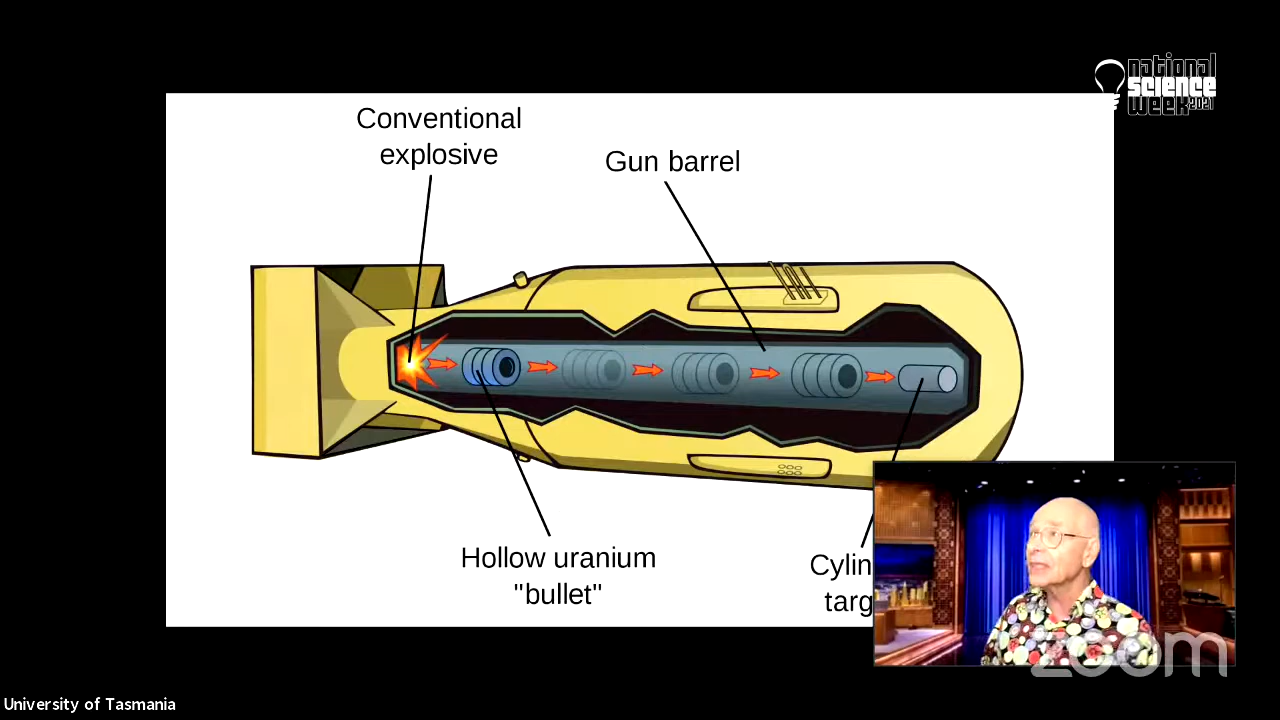 national
science
week 2021
Conventional
explosive
Gun barrel
Hollow uranium
"bullet"
Cylin
targ
zoom
University of Tasmania